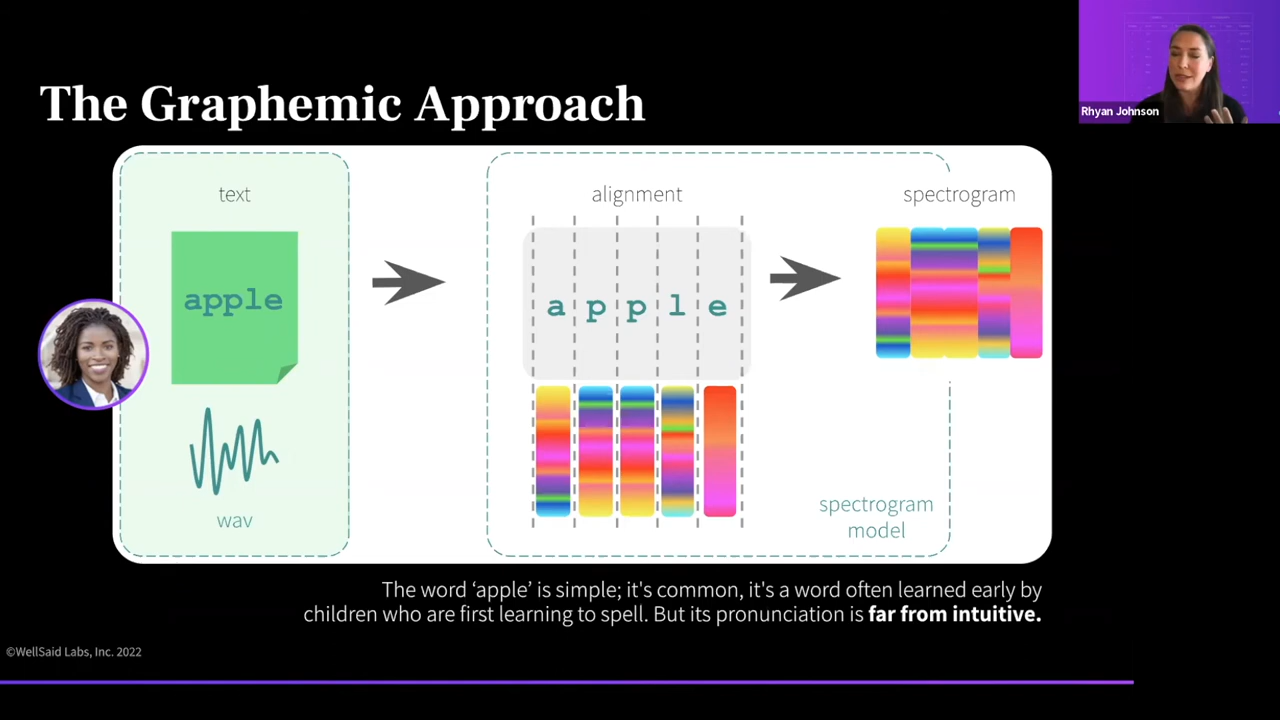 Rhyan Johnson
The Graphemic Approach
text
alignment
spectrogram
apple
a p p l e
wav
spectrogram
model
The word ‘apple’ is simple; it's common, it's a word often learned early by
children who are first learning to spell. But its pronunciation is far from intuitive.
©WellSaid Labs, Inc. 2022